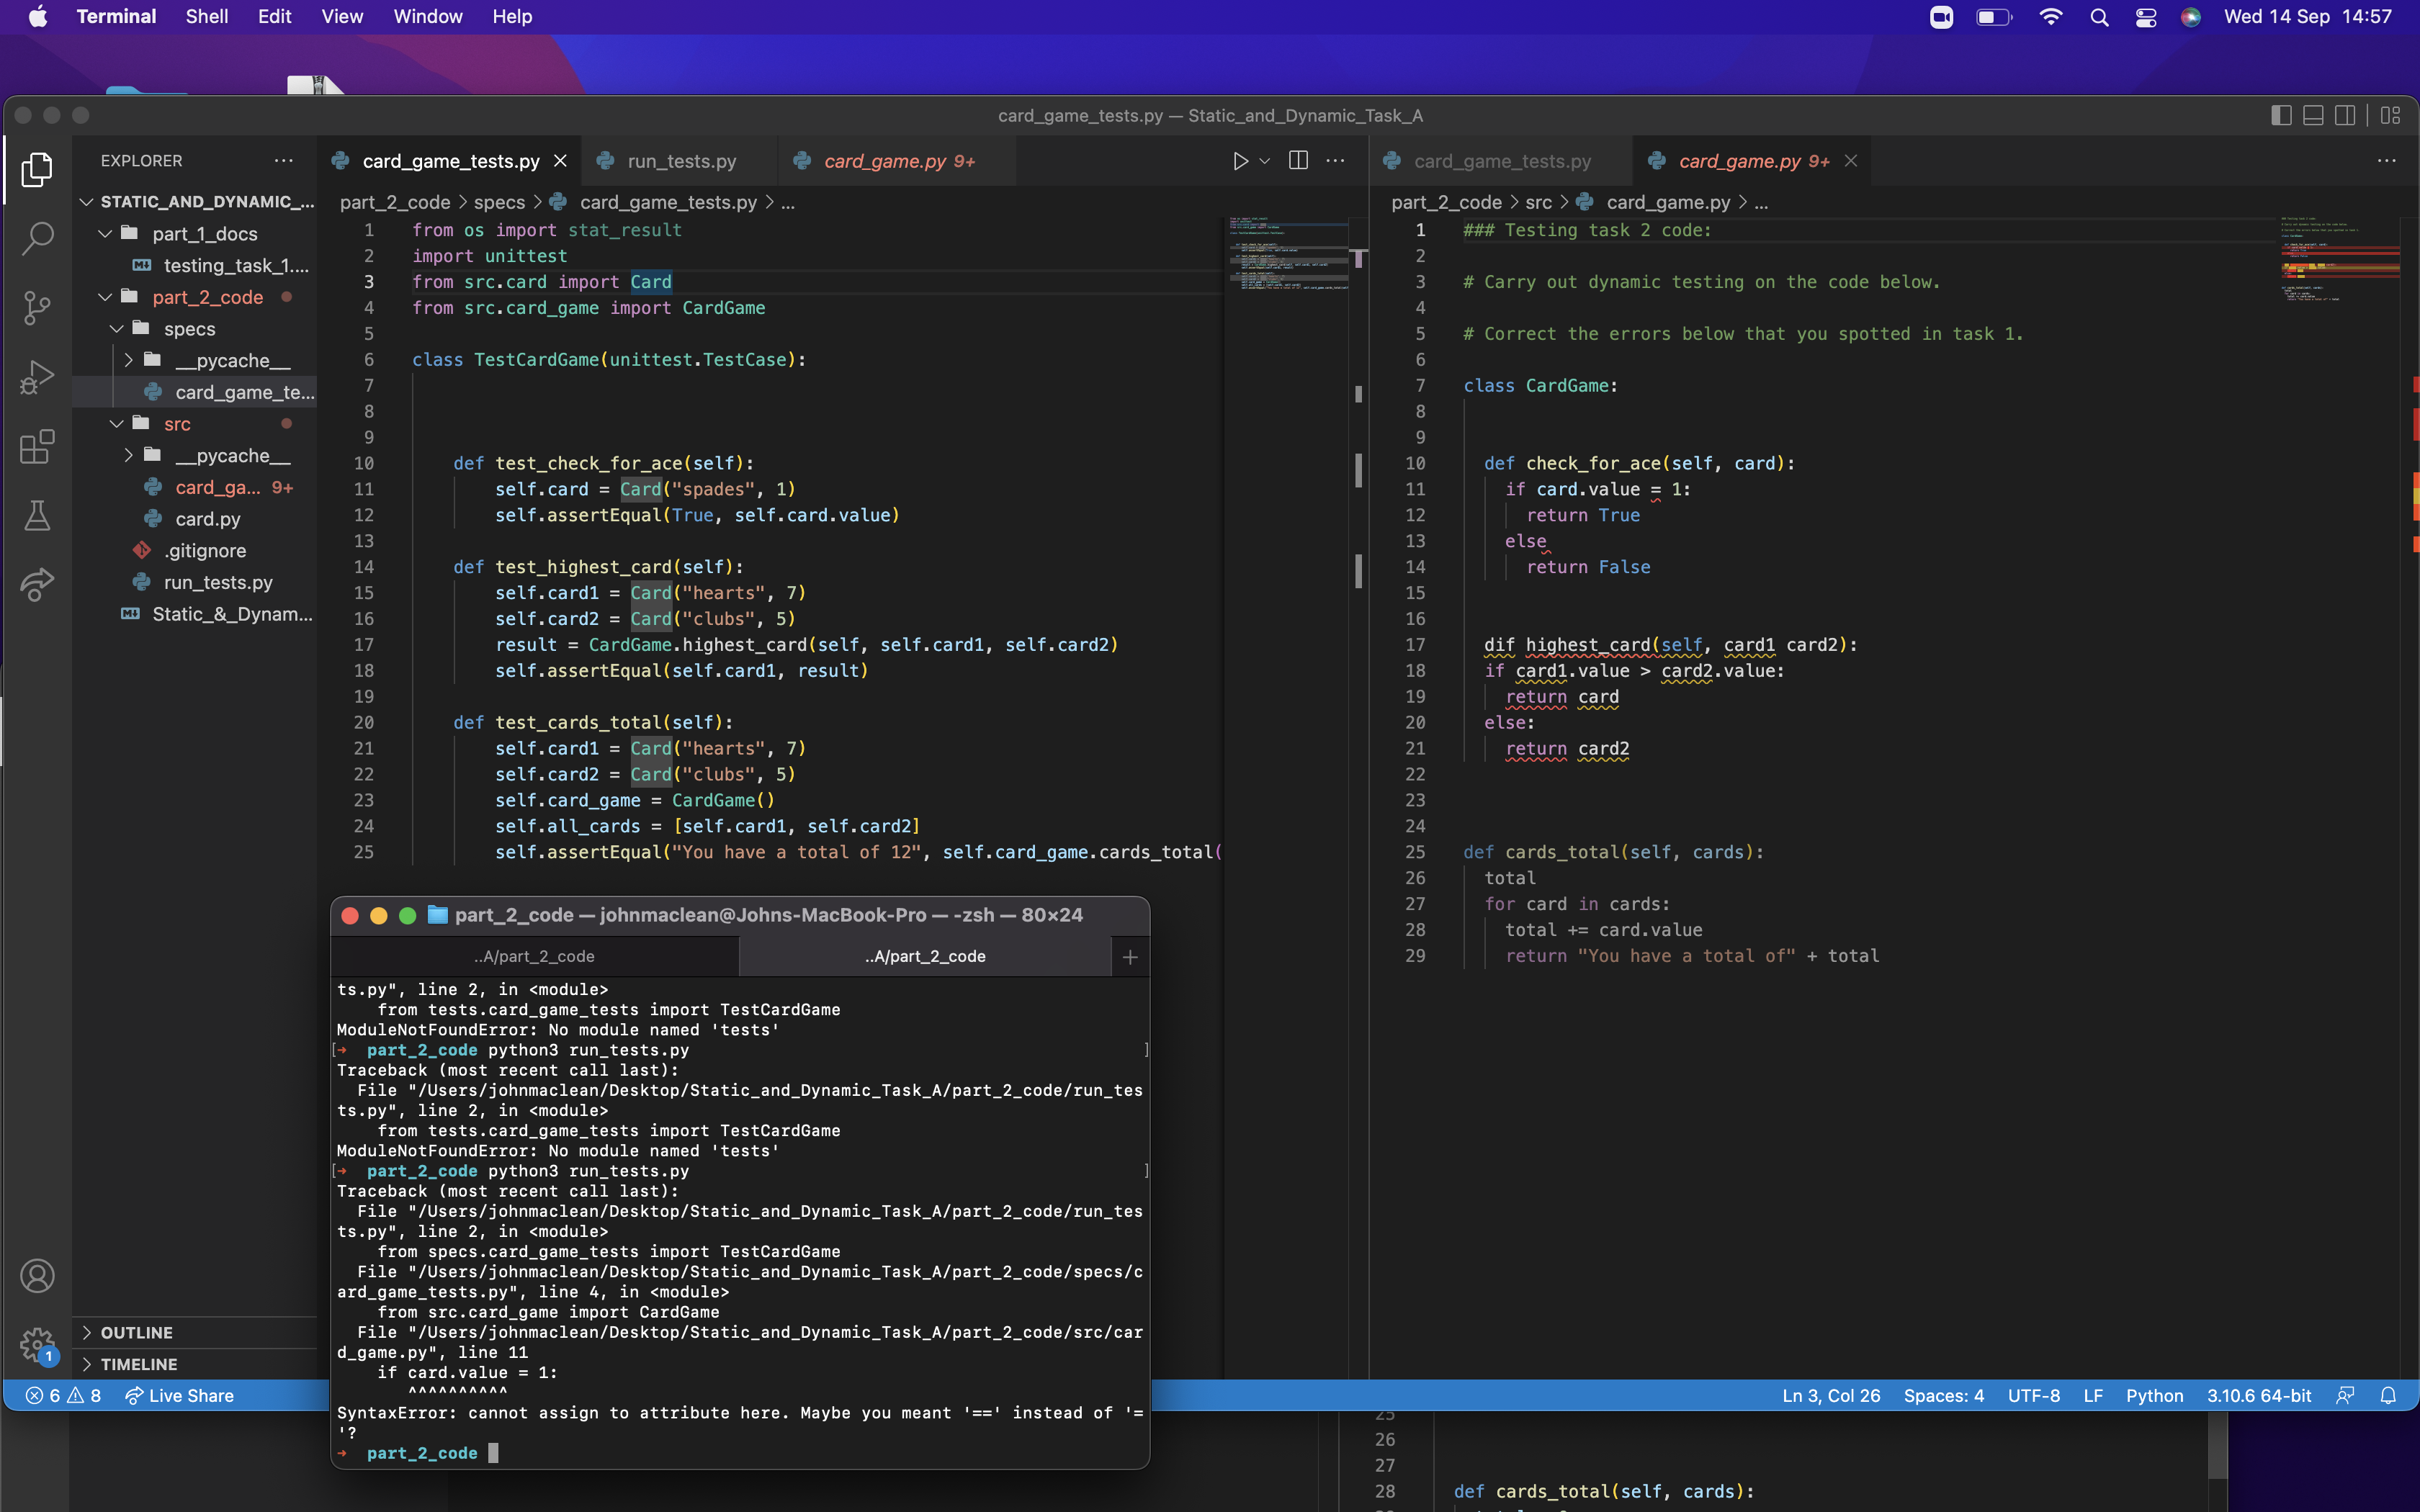 Terminal Shell Edit View Window Help
Wed 14 Sep 14:57
card_game_tests.py — Static_and_Dynamic_Task_A
EXPLORER ···
STATIC_AND_DYNAMIC_...
part_1_docs
testing_task_1....
part_2_code
specs
__pycache__
card_game_te...
src
__pycache__
card_ga... 9+
card.py
.gitignore
run_tests.py
Static_&_Dynam...
OUTLINE
TIMELINE
card_game_tests.py run_tests.py card_game.py 9+
part_2_code > specs > card_game_tests.py > ...
1 from os import stat_result
2 import unittest
3 from src.card import Card
4 from src.card_game import CardGame
5
6 class TestCardGame(unittest.TestCase):
7
8
9
10 def test_check_for_ace(self):
11 self.card = Card("spades", 1)
12 self.assertEqual(True, self.card.value)
13
14 def test_highest_card(self):
15 self.card1 = Card("hearts", 7)
16 self.card2 = Card("clubs", 5)
17 result = CardGame.highest_card(self, self.card1, self.card2)
18 self.assertEqual(self.card1, result)
19
20 def test_cards_total(self):
21 self.card1 = Card("hearts", 7)
22 self.card2 = Card("clubs", 5)
23 self.card_game = CardGame()
24 self.all_cards = [self.card1, self.card2]
25 self.assertEqual("You have a total of 12", self.card_game.cards_total(
card_game_tests.py card_game.py 9+
part_2_code > src > card_game.py > ...
1 ### Testing task 2 code:
2
3 # Carry out dynamic testing on the code below.
4
5 # Correct the errors below that you spotted in task 1.
6
7 class CardGame:
8
9
10 def check_for_ace(self, card):
11 if card.value = 1:
12 return True
13 else
14 return False
15
16
17 dif highest_card(self, card1 card2):
18 if card1.value > card2.value:
19 return card
20 else:
21 return card2
22
23
24
25 def cards_total(self, cards):
26 total
27 for card in cards:
28 total += card.value
29 return "You have a total of" + total
part_2_code — johnmaclean@Johns-MacBook-Pro — -zsh — 80×24
..A/part_2_code ..A/part_2_code
ts.py", line 2, in <module>
from tests.card_game_tests import TestCardGame
ModuleNotFoundError: No module named 'tests'
[→ part_2_code python3 run_tests.py ]
Traceback (most recent call last):
File "/Users/johnmaclean/Desktop/Static_and_Dynamic_Task_A/part_2_code/run_tes
ts.py", line 2, in <module>
from tests.card_game_tests import TestCardGame
ModuleNotFoundError: No module named 'tests'
[→ part_2_code python3 run_tests.py ]
Traceback (most recent call last):
File "/Users/johnmaclean/Desktop/Static_and_Dynamic_Task_A/part_2_code/run_tes
ts.py", line 2, in <module>
from specs.card_game_tests import TestCardGame
File "/Users/johnmaclean/Desktop/Static_and_Dynamic_Task_A/part_2_code/specs/c
ard_game_tests.py", line 4, in <module>
from src.card_game import CardGame
File "/Users/johnmaclean/Desktop/Static_and_Dynamic_Task_A/part_2_code/src/car
d_game.py", line 11
if card.value = 1:
^^^^^^^^^^
SyntaxError: cannot assign to attribute here. Maybe you meant '==' instead of '=
'?
→ part_2_code
1
6 8 Live Share
Ln 3, Col 26 Spaces: 4 UTF-8 LF Python 3.10.6 64-bit
25
26
27
28 def cards_total(self, cards):